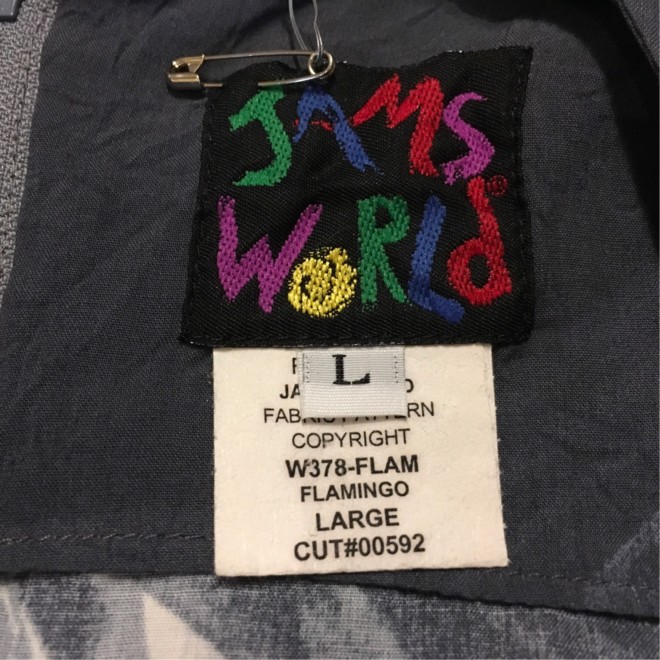 JAMS
WORLd®
L
FABRIC PATTERN
COPYRIGHT
W378-FLAM
FLAMINGO
LARGE
CUT#00592